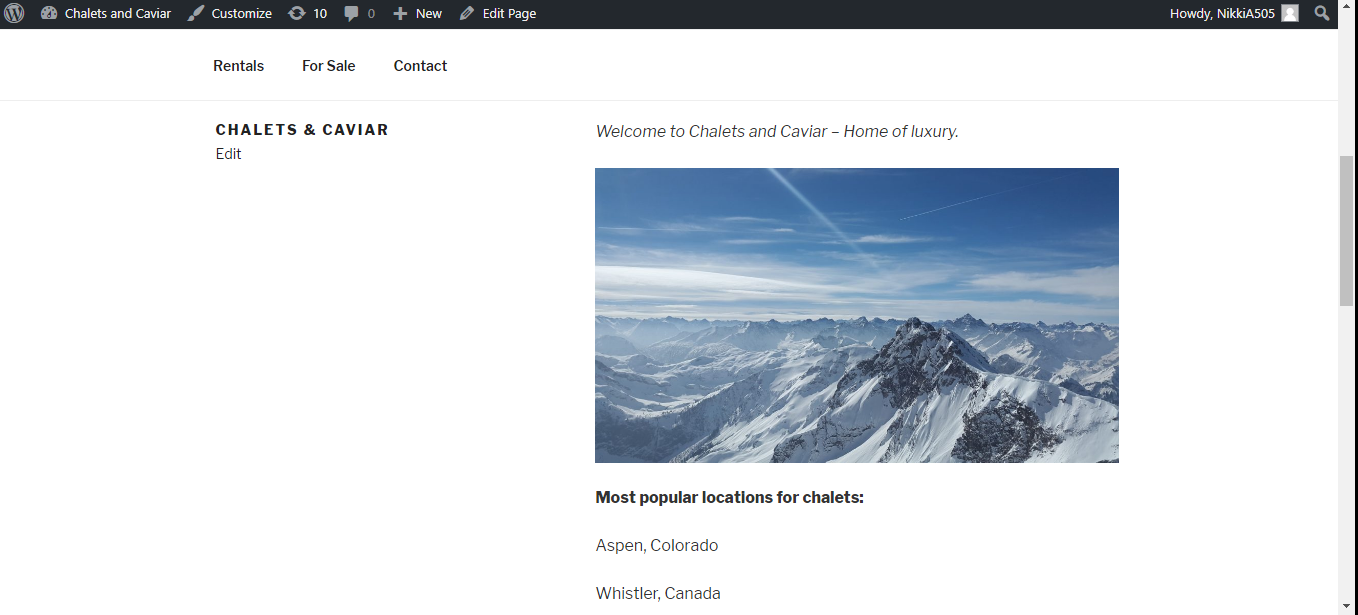 Chalets and Caviar Customize 10 0 New Edit Page Howdy, NikkiA505
Rentals For Sale Contact
CHALETS & CAVIAR
Edit
Welcome to Chalets and Caviar – Home of luxury.
Most popular locations for chalets:
Aspen, Colorado
Whistler, Canada